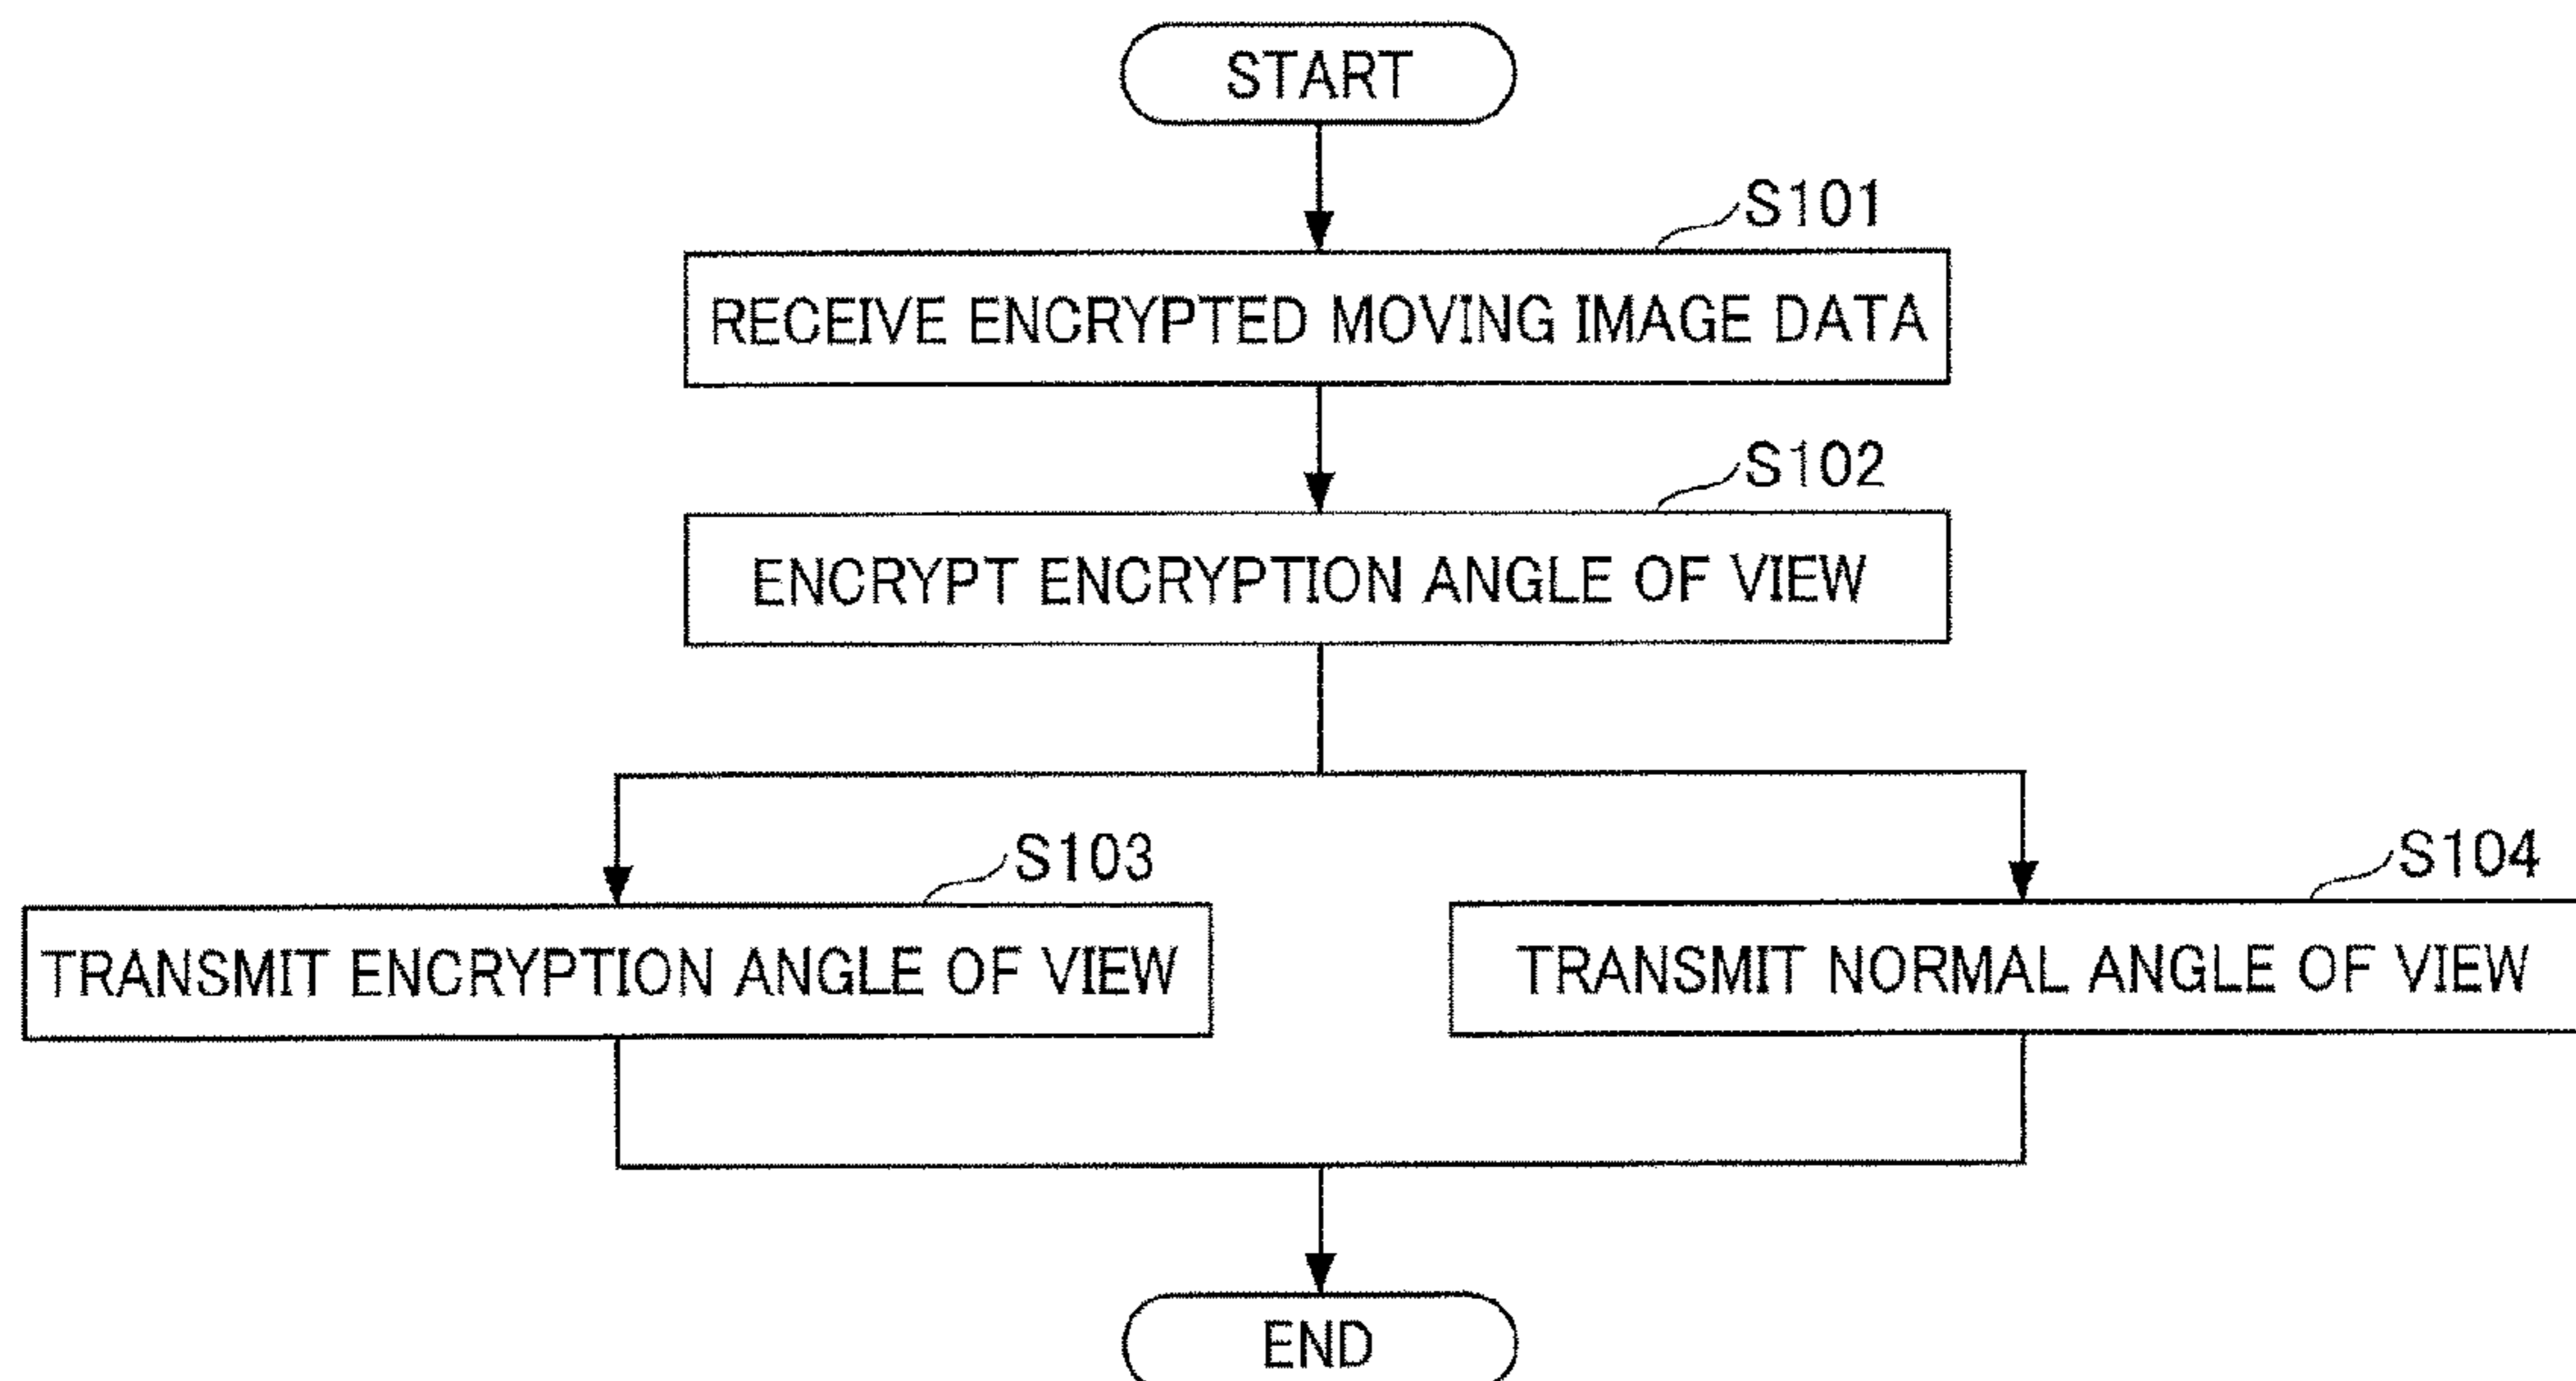 START
S101
RECEIVE ENCRYPTED MOVING IMAGE DATA
S102
ENCRYPT ENCRYPTION ANGLE OF VIEW
S103
TRANSMIT ENCRYPTION ANGLE OF VIEW
S104
TRANSMIT NORMAL ANGLE OF VIEW
END